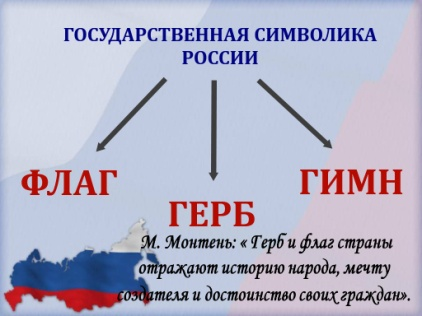 ГОСУДАРСТВЕННАЯ СИМВОЛИКА
РОССИИ
ФЛАГ
ГЕРБ
ГИМН
М. Монтень: « Герб и флаг страны
отражают историю народа, мечту
создателя и достоинство своих граждан».